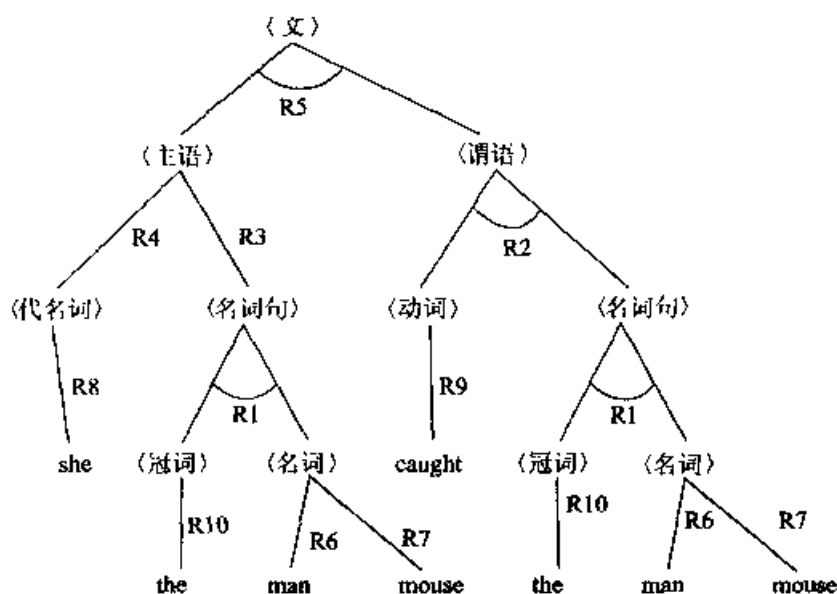 〈文〉
R5
〈主语〉 〈谓语〉
R4 R3 R2
〈代名词〉 〈名词句〉 〈动词〉 〈名词句〉
R8 R1 R9 R1
she 〈冠词〉 〈名词〉 caught 〈冠词〉 〈名词〉
R10 R6 R7 R10 R6 R7
the man mouse the man mouse